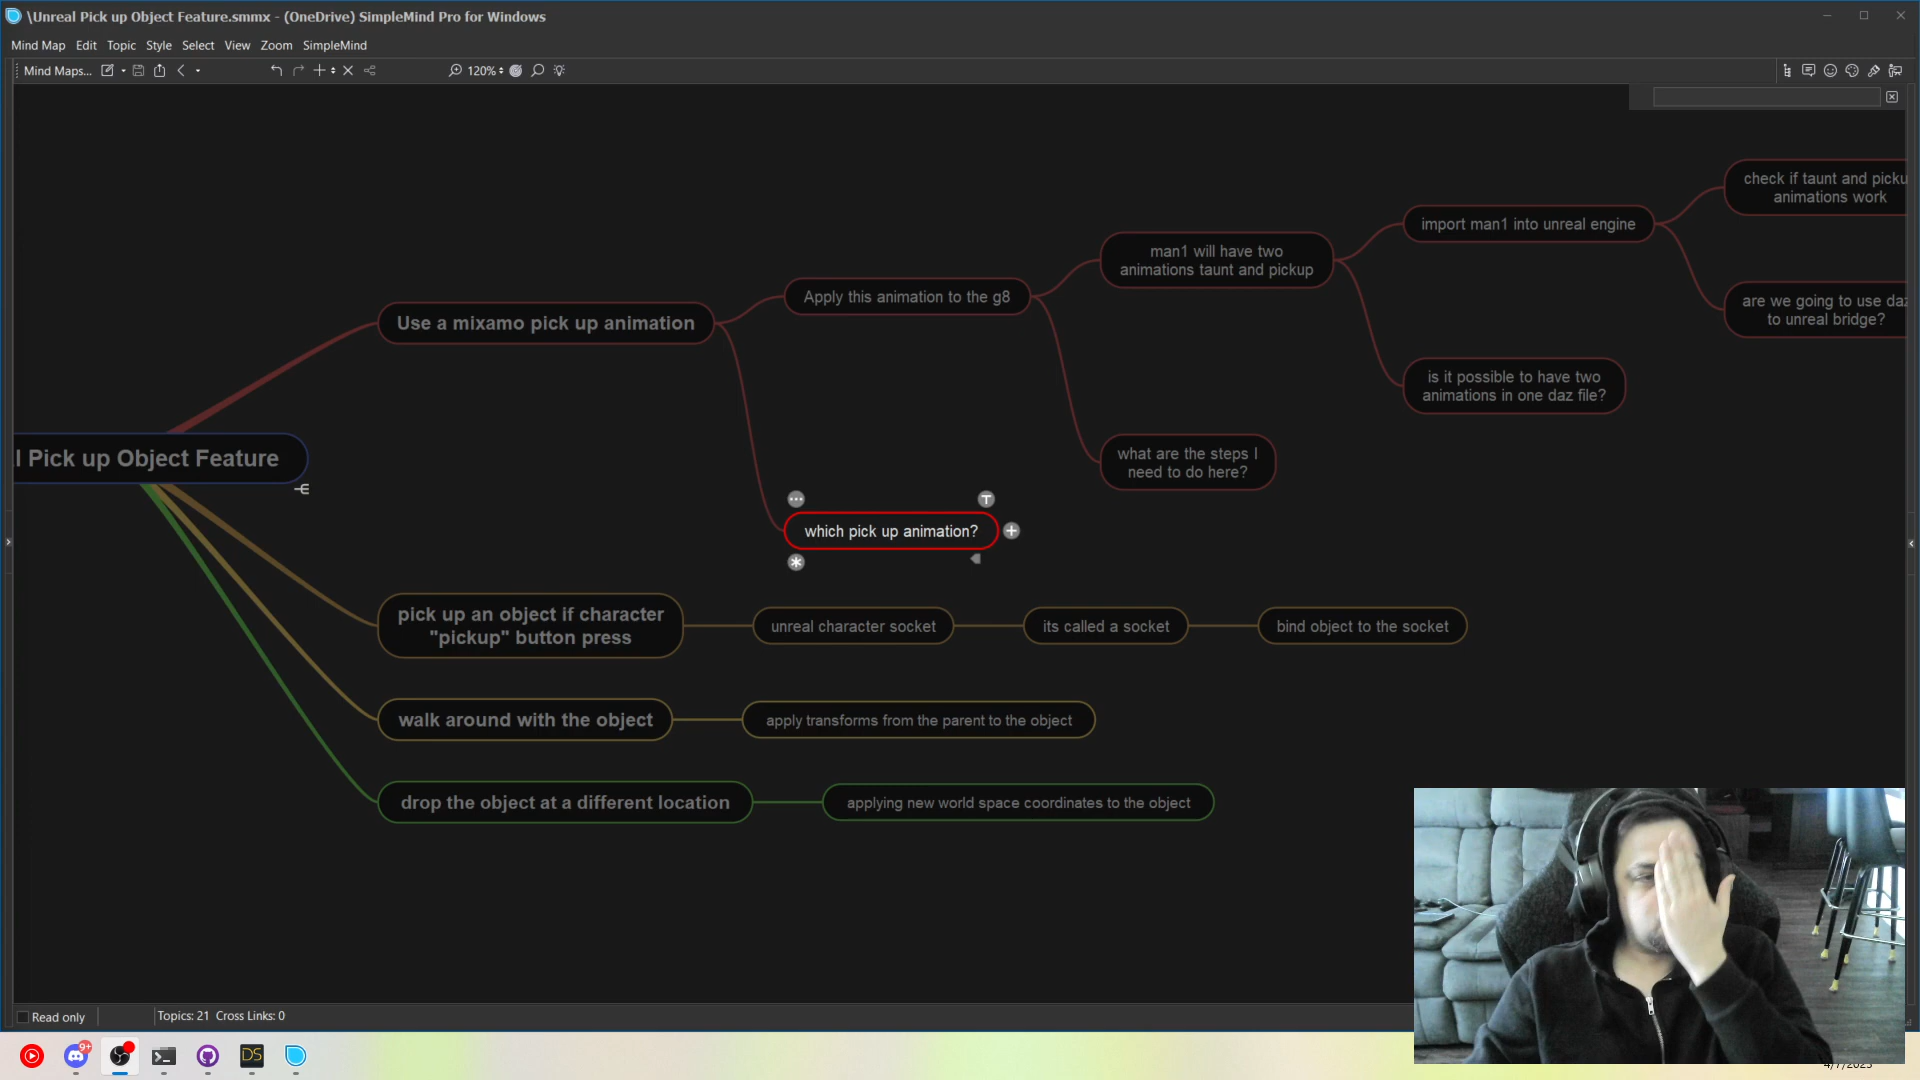 \Unreal Pick up Object Feature.smmx - (OneDrive) SimpleMind Pro for Windows
Mind Map Edit Topic Style Select View Zoom SimpleMind
Mind Maps... 120%
check if taunt and picku
animations work
import man1 into unreal engine
man1 will have two
animations taunt and pickup
Apply this animation to the g8
are we going to use daz
to unreal bridge?
Use a mixamo pick up animation
is it possible to have two
animations in one daz file?
l Pick up Object Feature
what are the steps I
need to do here?
which pick up animation?
pick up an object if character
"pickup" button press
unreal character socket
its called a socket
bind object to the socket
walk around with the object
apply transforms from the parent to the object
drop the object at a different location
applying new world space coordinates to the object
Read only
Topics: 21 Cross Links: 0
9+
DS